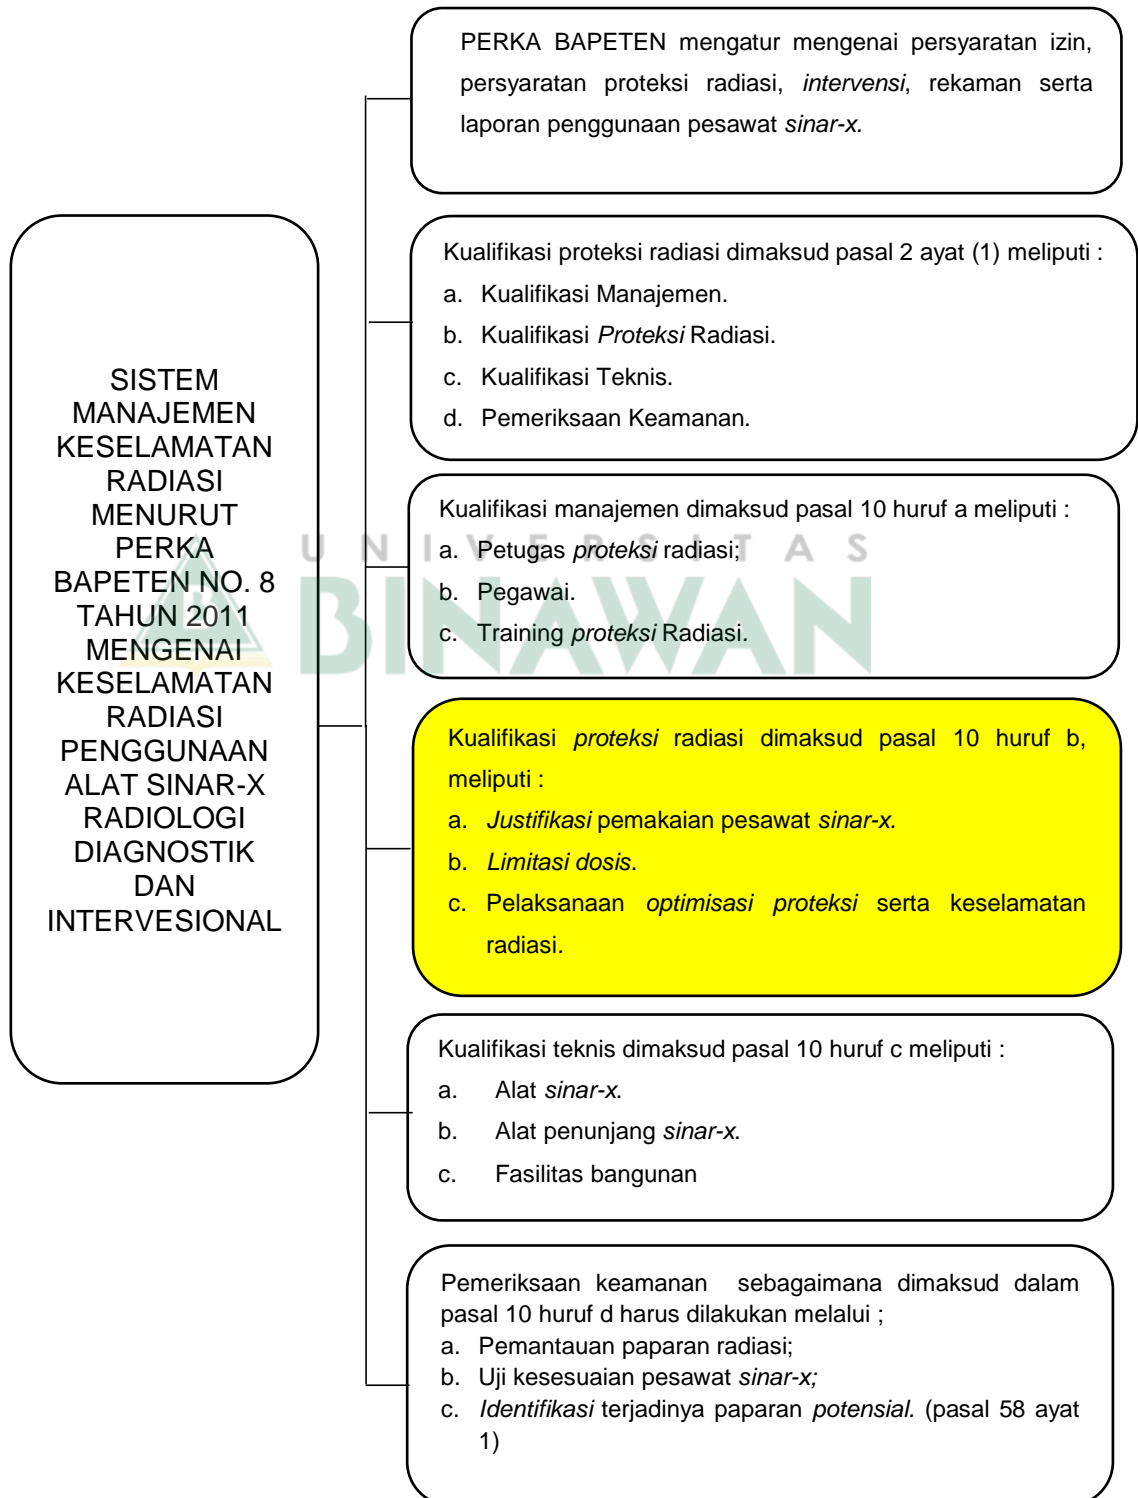 PERKA BAPETEN mengatur mengenai persyaratan izin,
persyaratan proteksi radiasi, intervensi, rekaman serta
laporan penggunaan pesawat sinar-x.
Kualifikasi proteksi radiasi dimaksud pasal 2 ayat (1) meliputi :
a. Kualifikasi Manajemen.
b. Kualifikasi Proteksi Radiasi.
c. Kualifikasi Teknis.
d. Pemeriksaan Keamanan.
SISTEM
MANAJEMEN
KESELAMATAN
RADIASI
MENURUT
PERKA
BAPETEN NO. 8
TAHUN 2011
MENGENAI
KESELAMATAN
RADIASI
PENGGUNAAN
ALAT SINAR-X
RADIOLOGI
DIAGNOSTIK
DAN
INTERVESIONAL
UNIVERSITAS
BINAWAN
Kualifikasi manajemen dimaksud pasal 10 huruf a meliputi :
a. Petugas proteksi radiasi;
b. Pegawai.
c. Training proteksi Radiasi.
Kualifikasi proteksi radiasi dimaksud pasal 10 huruf b,
meliputi :
a. Justifikasi pemakaian pesawat sinar-x.
b. Limitasi dosis.
c. Pelaksanaan optimisasi proteksi serta keselamatan
radiasi.
Kualifikasi teknis dimaksud pasal 10 huruf c meliputi :
a. Alat sinar-x.
b. Alat penunjang sinar-x.
c. Fasilitas bangunan
Pemeriksaan keamanan sebagaimana dimaksud dalam
pasal 10 huruf d harus dilakukan melalui ;
a. Pemantauan paparan radiasi;
b. Uji kesesuaian pesawat sinar-x;
c. Identifikasi terjadinya paparan potensial. (pasal 58 ayat
1)